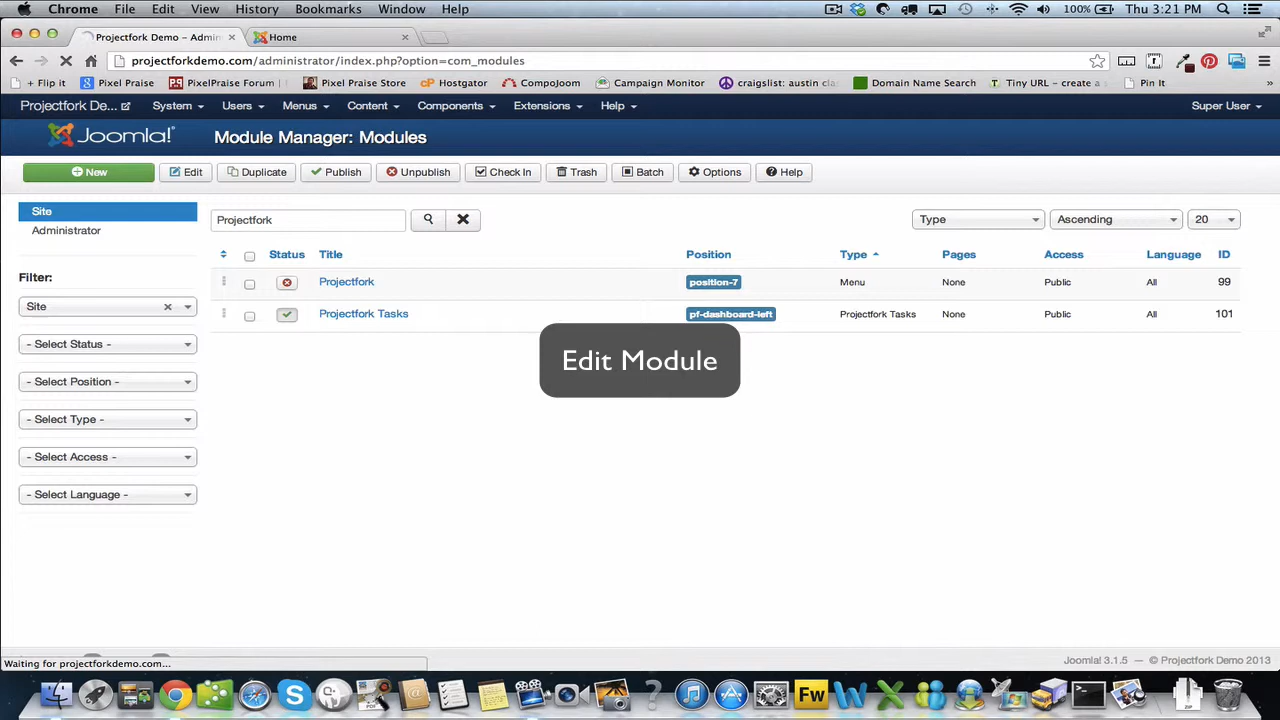 Chrome File Edit View History Bookmarks Window Help 100% Thu 3:21 PM
Projectfork Demo – Admin Home
projectforkdemo.com/administrator/index.php?option=com_modules
+ Flip it Pixel Praise PixelPraise Forum | Pixel Praise Store Hostgator CompoJoom Campaign Monitor craigslist: austin cla Domain Name Search Tiny URL - create a s Pin It
Projectfork De... System Users Menus Content Components Extensions Help Super User
Joomla! Module Manager: Modules
New Edit Duplicate Publish Unpublish Check In Trash Batch Options Help
Site
Administrator
Filter:
Site
- Select Status -
- Select Position -
- Select Type -
- Select Access -
- Select Language -
Projectfork Type Ascending 20
Status Title Position Type Pages Access Language ID
Projectfork position-7 Menu None Public All 99
Projectfork Tasks pf-dashboard-left Projectfork Tasks None Public All 101
Edit Module
Waiting for projectforkdemo.com...
Joomla! 3.1.5 — © Projectfork Demo 2013
Fw
ZIP